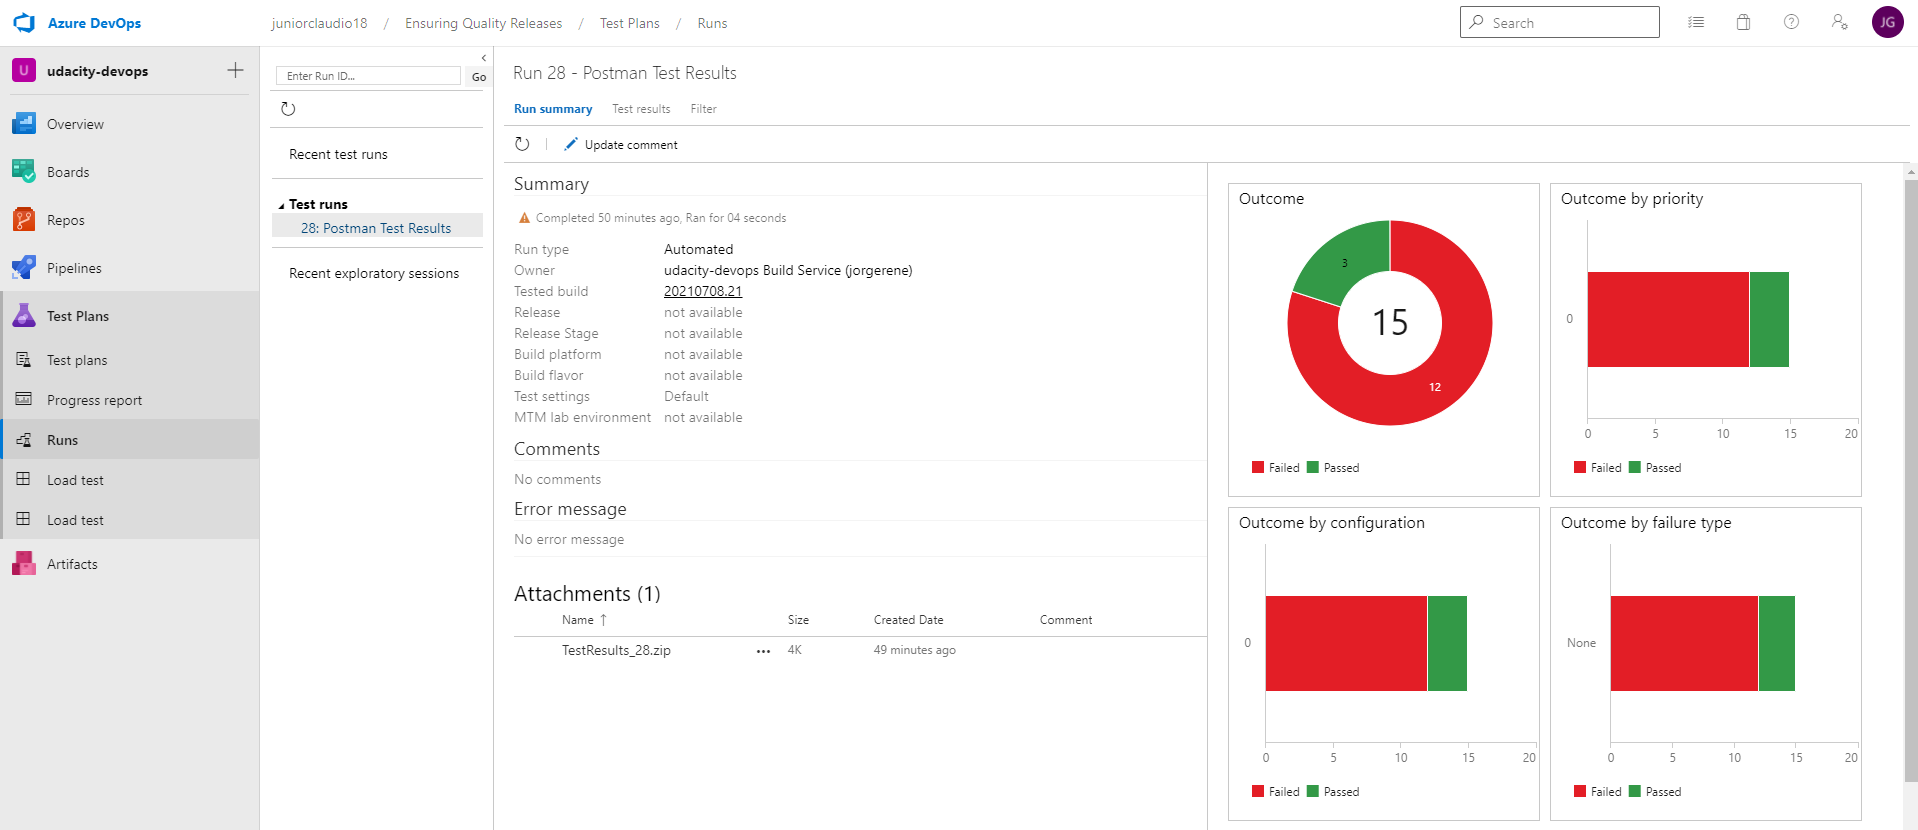 Azure DevOps
juniorclaudio18 / Ensuring Quality Releases / Test Plans / Runs
Search
JG
U
udacity-devops
Overview
Boards
Repos
Pipelines
Test Plans
Test plans
Progress report
Runs
Load test
Load test
Artifacts
Enter Run ID...
Go
Recent test runs
Test runs
28: Postman Test Results
Recent exploratory sessions
Run 28 - Postman Test Results
Run summary Test results Filter
Update comment
Summary
Completed 50 minutes ago, Ran for 04 seconds
Run type Automated
Owner udacity-devops Build Service (jorgerene)
Tested build 20210708.21
Release not available
Release Stage not available
Build platform not available
Build flavor not available
Test settings Default
MTM lab environment not available
Comments
No comments
Error message
No error message
Attachments (1)
Name ↑ Size Created Date Comment
TestResults_28.zip ... 4K 49 minutes ago
Outcome
3
15
12
Failed Passed
Outcome by priority
0
0 5 10 15 20
Failed Passed
Outcome by configuration
0
0 5 10 15 20
Failed Passed
Outcome by failure type
None
0 5 10 15 20
Failed Passed